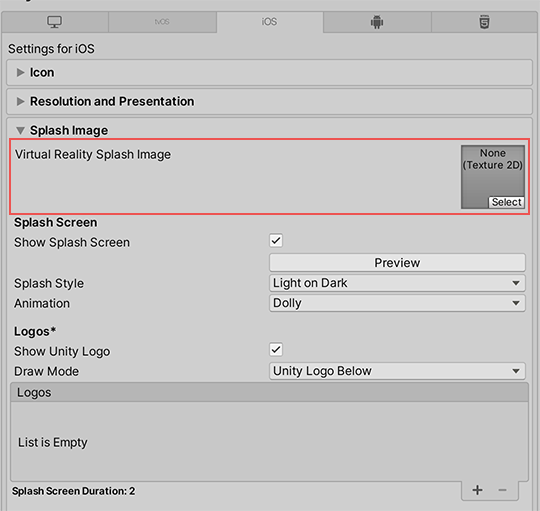 tvOS
iOS
Settings for iOS
Icon
Resolution and Presentation
Splash Image
Virtual Reality Splash Image
None
(Texture 2D)
Select
Splash Screen
Show Splash Screen
Preview
Splash Style
Light on Dark
Animation
Dolly
Logos*
Show Unity Logo
Draw Mode
Unity Logo Below
Logos
List is Empty
Splash Screen Duration: 2